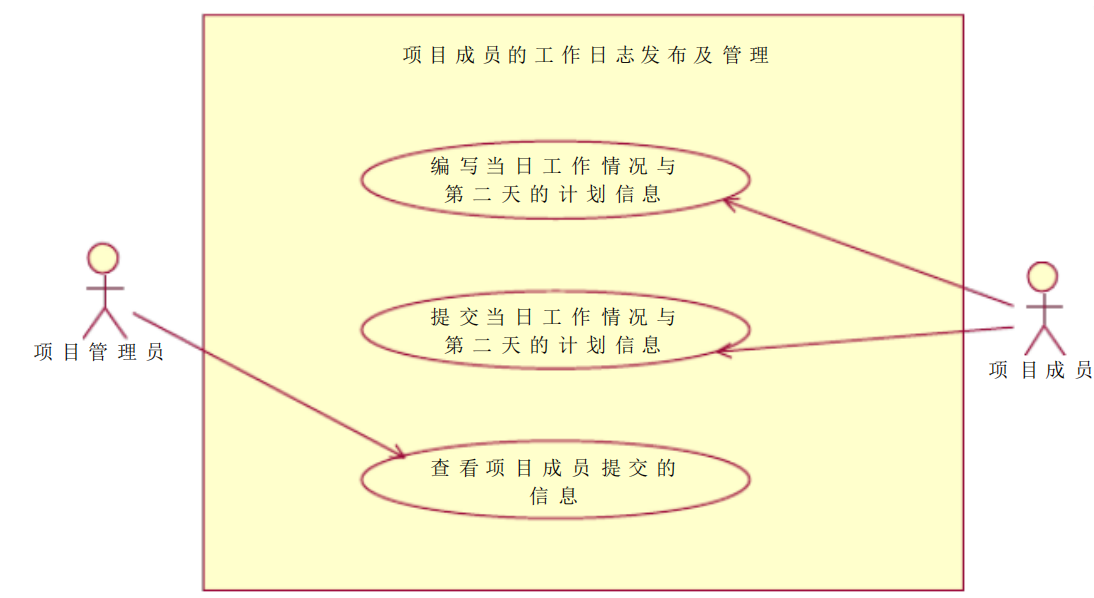 项目成员的工作日志发布及管理
编写当日工作情况与
第二天的计划信息
提交当日工作情况与
第二天的计划信息
项目管理员
项目成员
查看项目成员提交的
信息